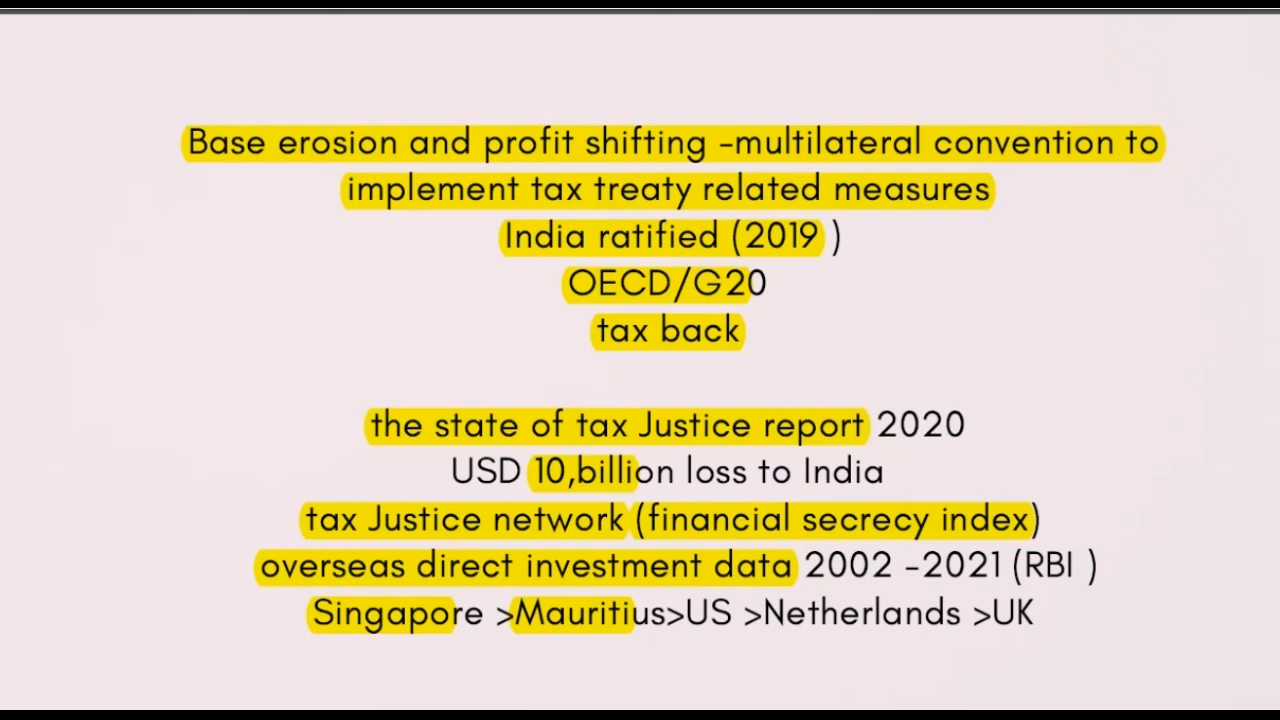 Base erosion and profit shifting -multilateral convention to
implement tax treaty related measures
India ratified (2019 )
OECD/G20
tax back
the state of tax Justice report 2020
USD 10,billion loss to India
tax Justice network (financial secrecy index)
overseas direct investment data 2002 -2021 (RBI )
Singapore >Mauritius>US >Netherlands >UK